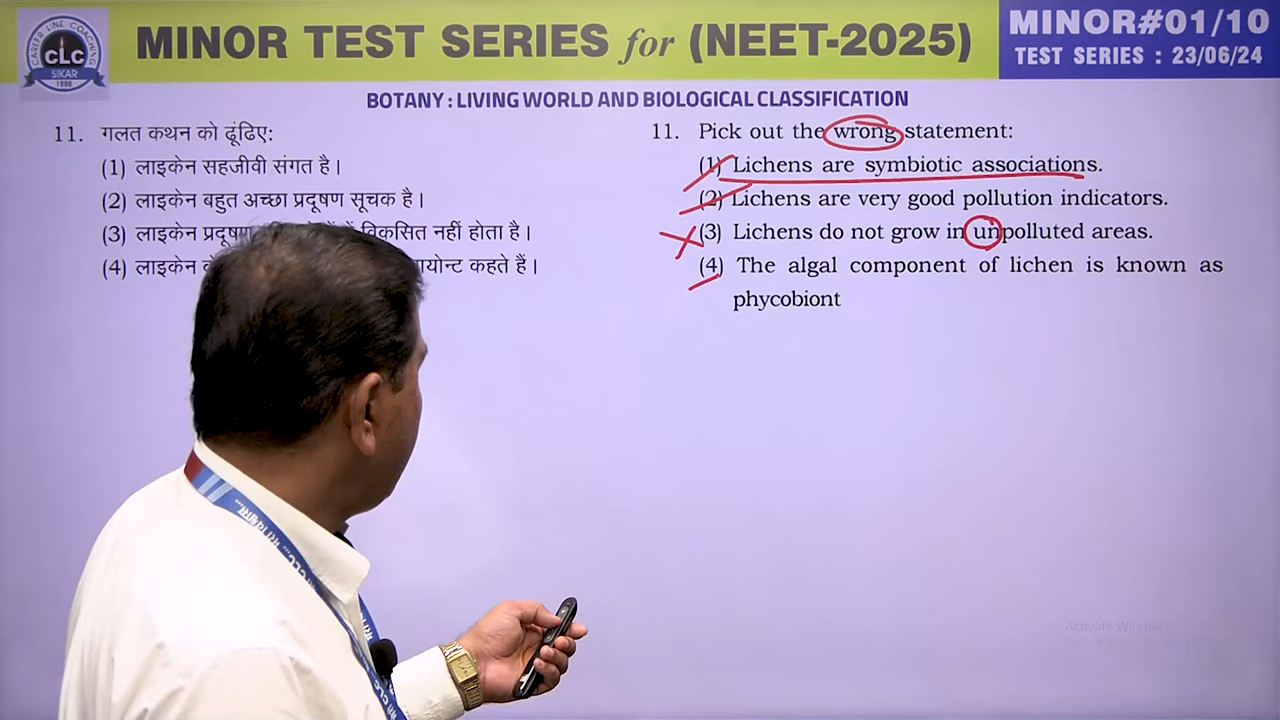 CAREER LINE COACHING
CLC
SIKAR
1996
MINOR TEST SERIES for (NEET-2025)
MINOR#01/10
TEST SERIES : 23/06/24
BOTANY : LIVING WORLD AND BIOLOGICAL CLASSIFICATION
11. गलत कथन को ढूंढिए:
(1) लाइकेन सहजीवी संगत है।
(2) लाइकेन बहुत अच्छा प्रदूषण सूचक है।
(3) लाइकेन प्रदूषण विकसित नहीं होता है।
(4) लाइकेन कहते हैं।
11. Pick out the wrong statement:
(1) Lichens are symbiotic associations.
(2) Lichens are very good pollution indicators.
(3) Lichens do not grow in unpolluted areas.
(4) The algal component of lichen is known as
phycobiont
Activate Windows